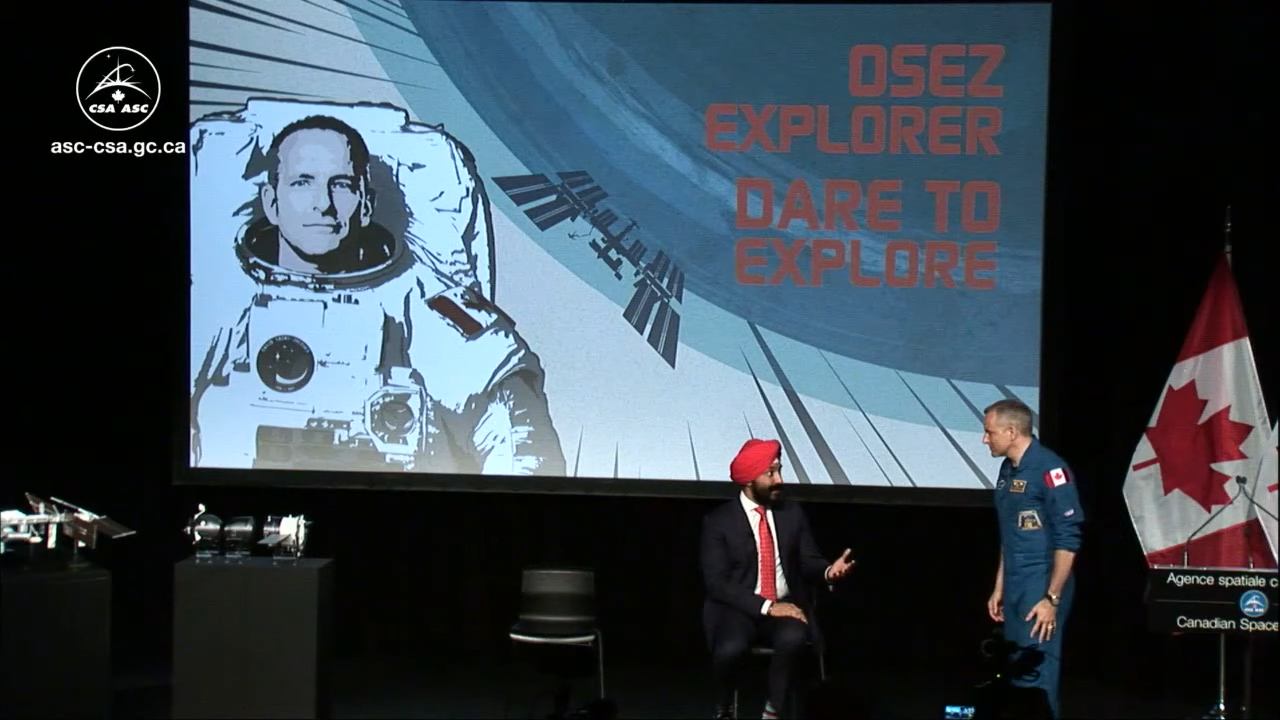 CSA ASC
asc-csa.gc.ca
OSEZ
EXPLORER
DARE TO
EXPLORE
Agence spatiale c
Canadian Space